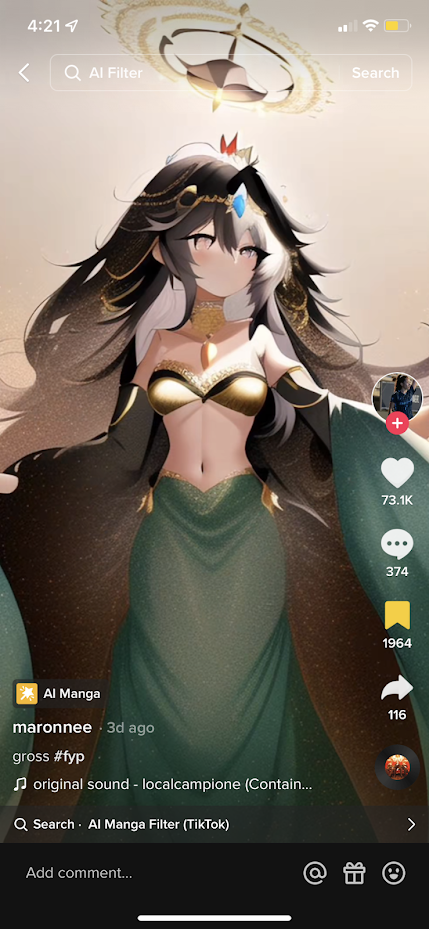 4:21
AI Filter
Search
73.1K
374
1964
116
AI Manga
maronnee · 3d ago
gross #fyp
original sound - localcampione (Contain...
Search · AI Manga Filter (TikTok)
Add comment...